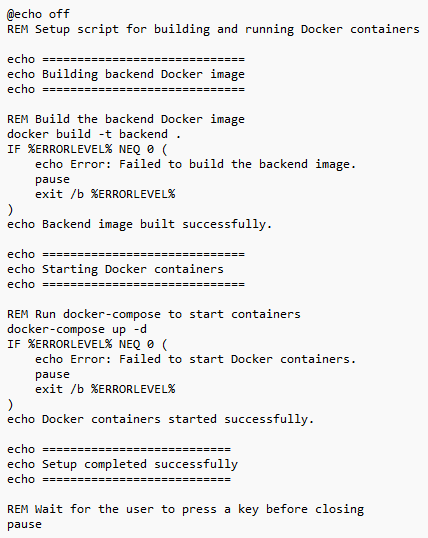 @echo off
REM Setup script for building and running Docker containers

echo =============================
echo Building backend Docker image
echo =============================

REM Build the backend Docker image
docker build -t backend .
IF %ERRORLEVEL% NEQ 0 (
    echo Error: Failed to build the backend image.
    pause
    exit /b %ERRORLEVEL%
)
echo Backend image built successfully.

echo =============================
echo Starting Docker containers
echo =============================

REM Run docker-compose to start containers
docker-compose up -d
IF %ERRORLEVEL% NEQ 0 (
    echo Error: Failed to start Docker containers.
    pause
    exit /b %ERRORLEVEL%
)
echo Docker containers started successfully.

echo ===========================
echo Setup completed successfully
echo ===========================

REM Wait for the user to press a key before closing
pause